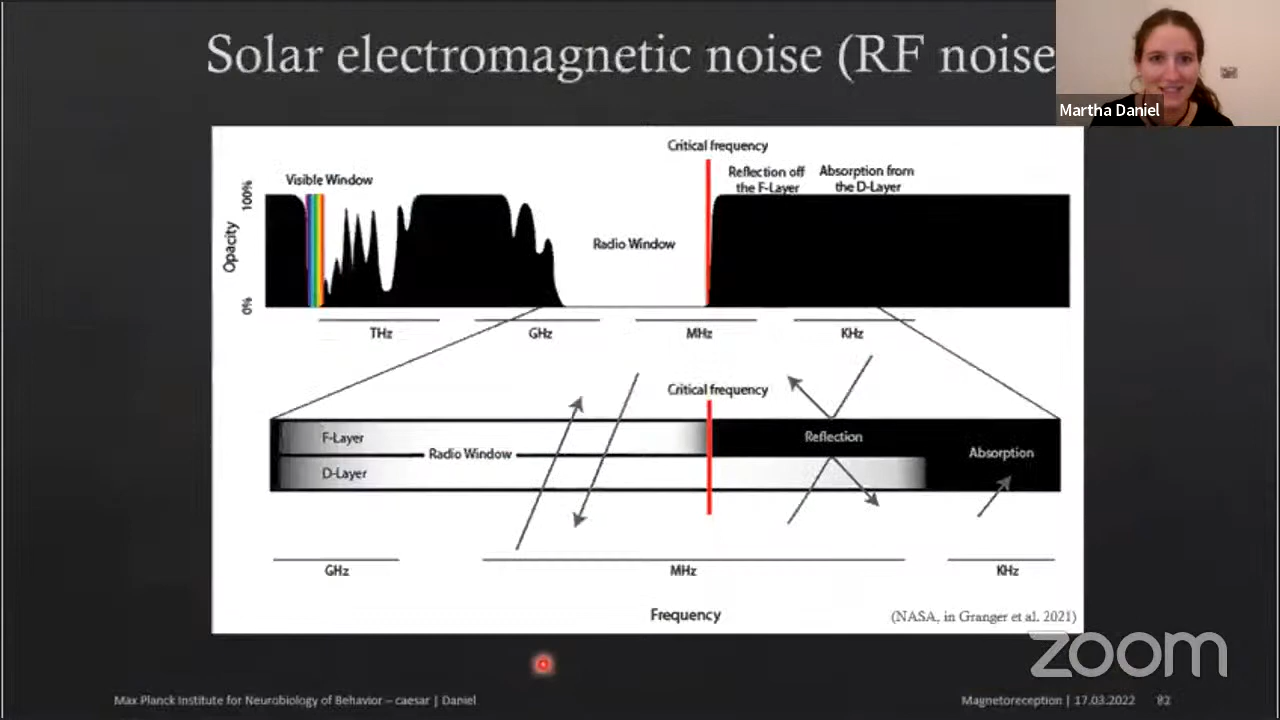 Solar electromagnetic noise (RF noise
Martha Daniel
Critical frequency
Visible Window
Reflection off
the F-Layer
Absorption from
the D-Layer
100%
Opacity
0%
Radio Window
THz
GHz
MHz
KHz
Critical frequency
F-Layer
Radio Window
D-Layer
Reflection
Absorption
GHz
MHz
KHz
Frequency
(NASA, in Granger et al. 2021)
zoom
Max Planck Institute for Neurobiology of Behavior – caesar | Daniel
Magnetoreception | 17.03.2022 82